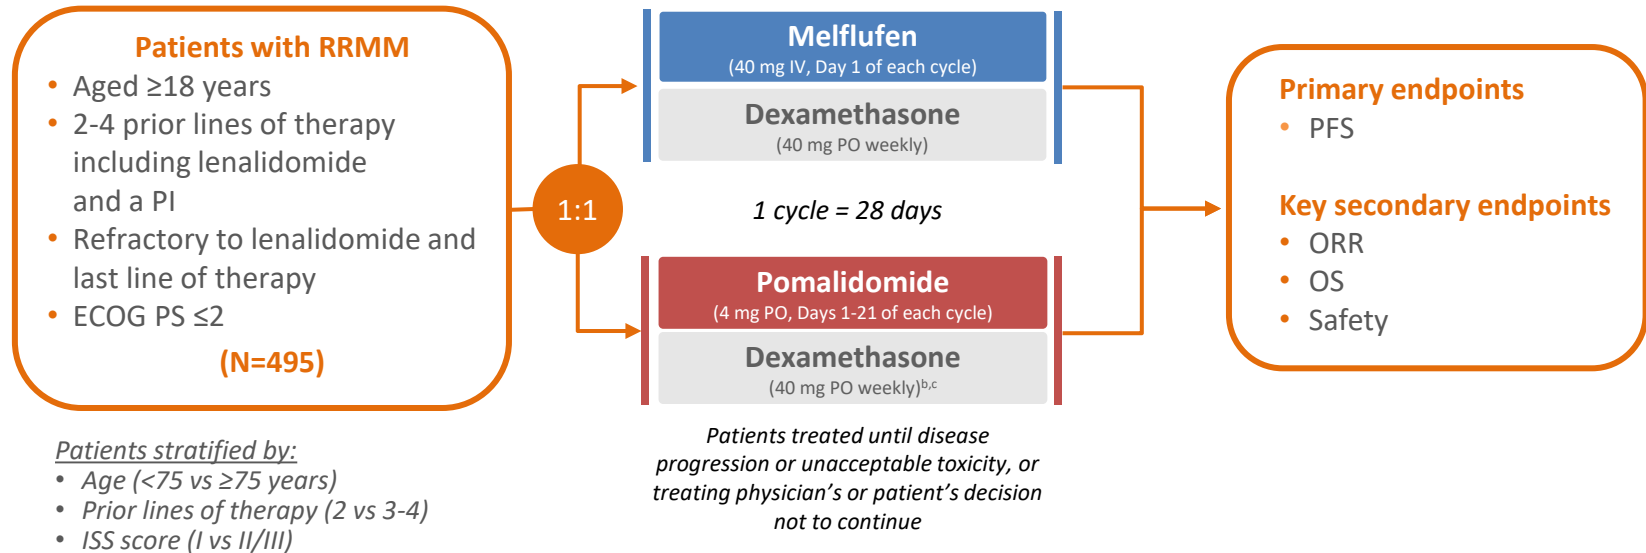 Patients with RRMM
• Aged ≥18 years
• 2-4 prior lines of therapy
including lenalidomide
and a PI
• Refractory to lenalidomide and
last line of therapy
• ECOG PS ≤2
(N=495)
Patients stratified by:
• Age (<75 vs ≥75 years)
• Prior lines of therapy (2 vs 3-4)
• ISS score (I vs II/III)
1:1
Melflufen
(40 mg IV, Day 1 of each cycle)
Dexamethasone
(40 mg PO weekly)
1 cycle = 28 days
Pomalidomide
(4 mg PO, Days 1-21 of each cycle)
Dexamethasone
(40 mg PO weekly)b,c
Patients treated until disease
progression or unacceptable toxicity, or
treating physician's or patient's decision
not to continue
Primary endpoints
• PFS
Key secondary endpoints
• ORR
• OS
• Safety